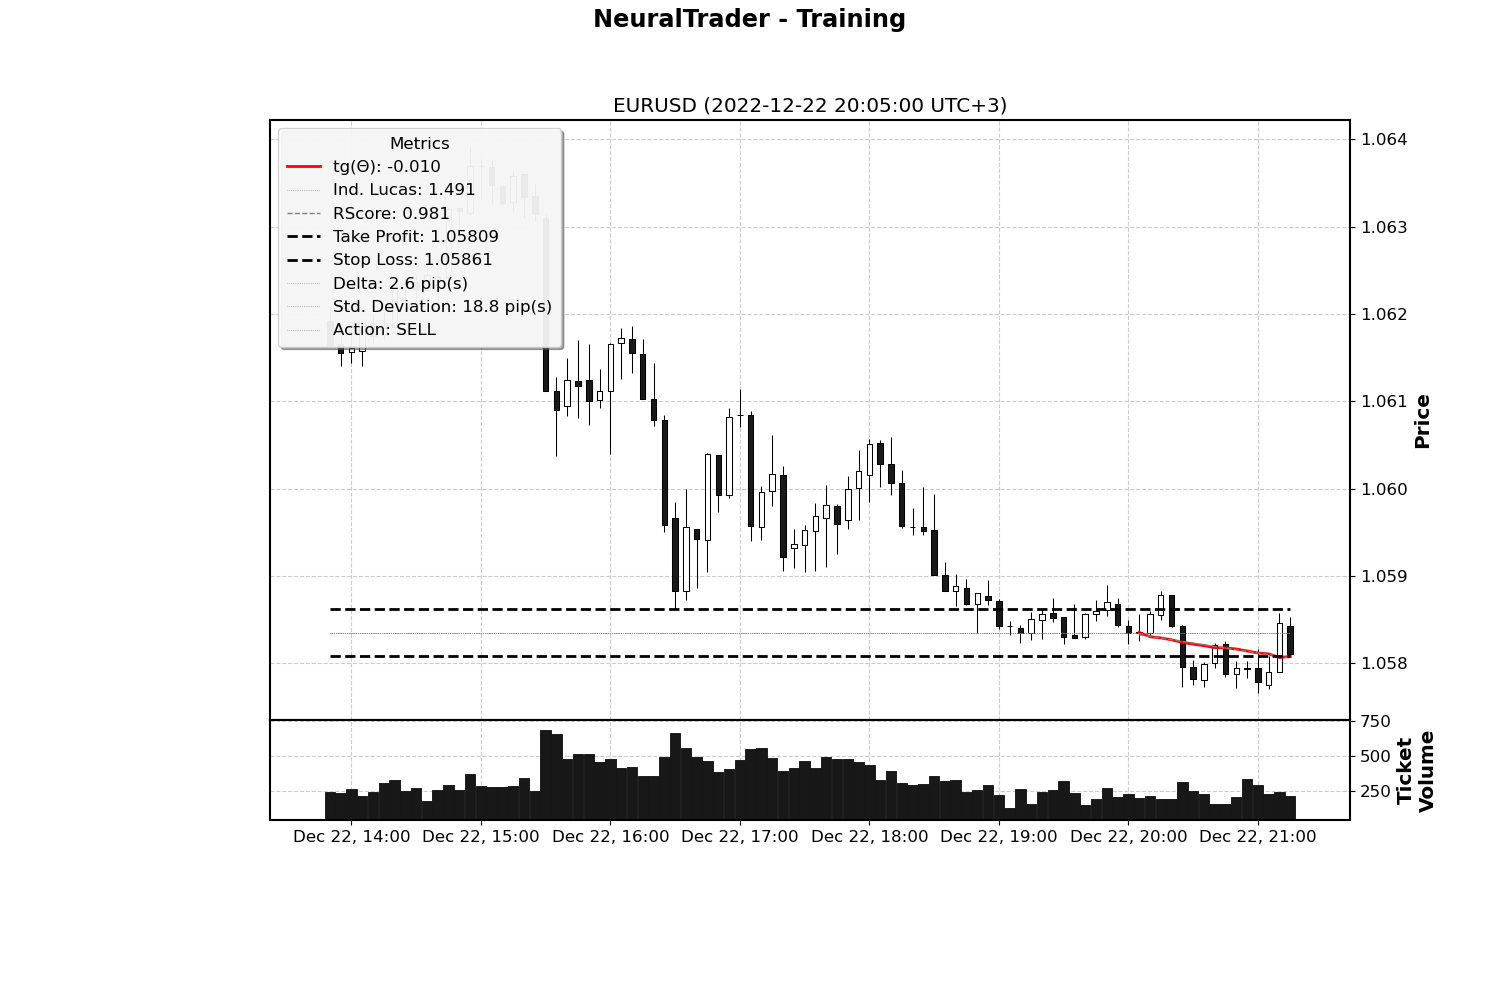 NeuralTrader - Training
EURUSD (2022-12-22 20:05:00 UTC+3)
Metrics
tg(Θ): -0.010
Ind. Lucas: 1.491
RScore: 0.981
Take Profit: 1.05809
Stop Loss: 1.05861
Delta: 2.6 pip(s)
Std. Deviation: 18.8 pip(s)
Action: SELL
1.064
1.063
1.062
1.061
1.060
1.059
1.058
Price
750
500
250
Ticket
Volume
Dec 22, 14:00
Dec 22, 15:00
Dec 22, 16:00
Dec 22, 17:00
Dec 22, 18:00
Dec 22, 19:00
Dec 22, 20:00
Dec 22, 21:00